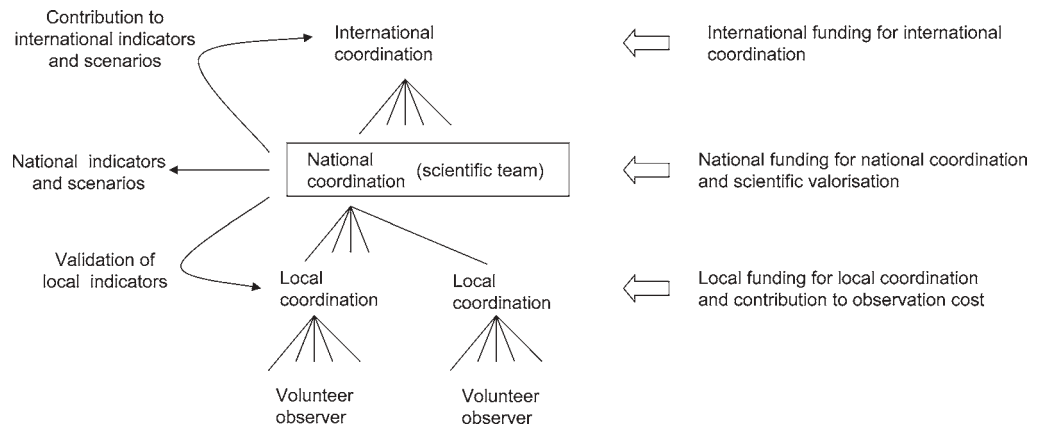 Contribution to
international indicators
and scenarios
International
coordination
International funding for international
coordination
National indicators
and scenarios
National
coordination (scientific team)
National funding for national coordination
and scientific valorisation
Validation of
local indicators
Local
coordination
Local
coordination
Local funding for local coordination
and contribution to observation cost
Volunteer
observer
Volunteer
observer